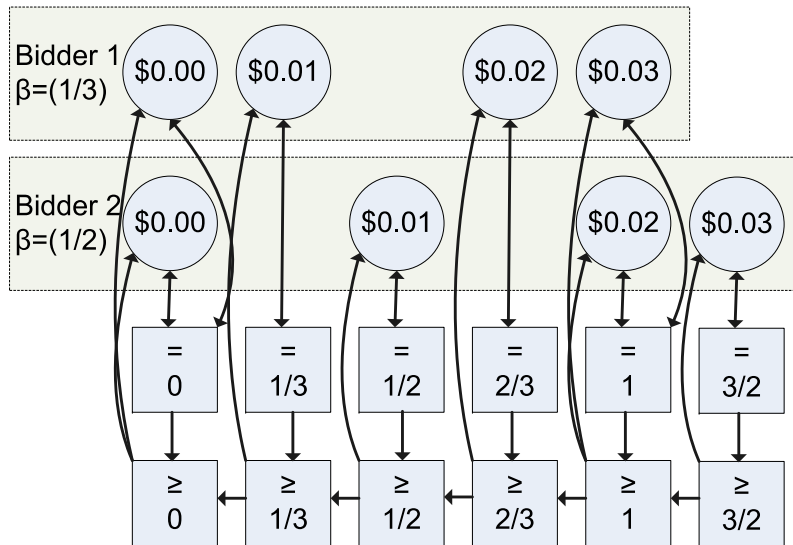 Bidder 1
β=(1/3)
$0.00 $0.01 $0.02 $0.03
Bidder 2
β=(1/2)
$0.00 $0.01 $0.02 $0.03
= = = = = =
0 1/3 1/2 2/3 1 3/2
≥ ≥ ≥ ≥ ≥ ≥
0 1/3 1/2 2/3 1 3/2